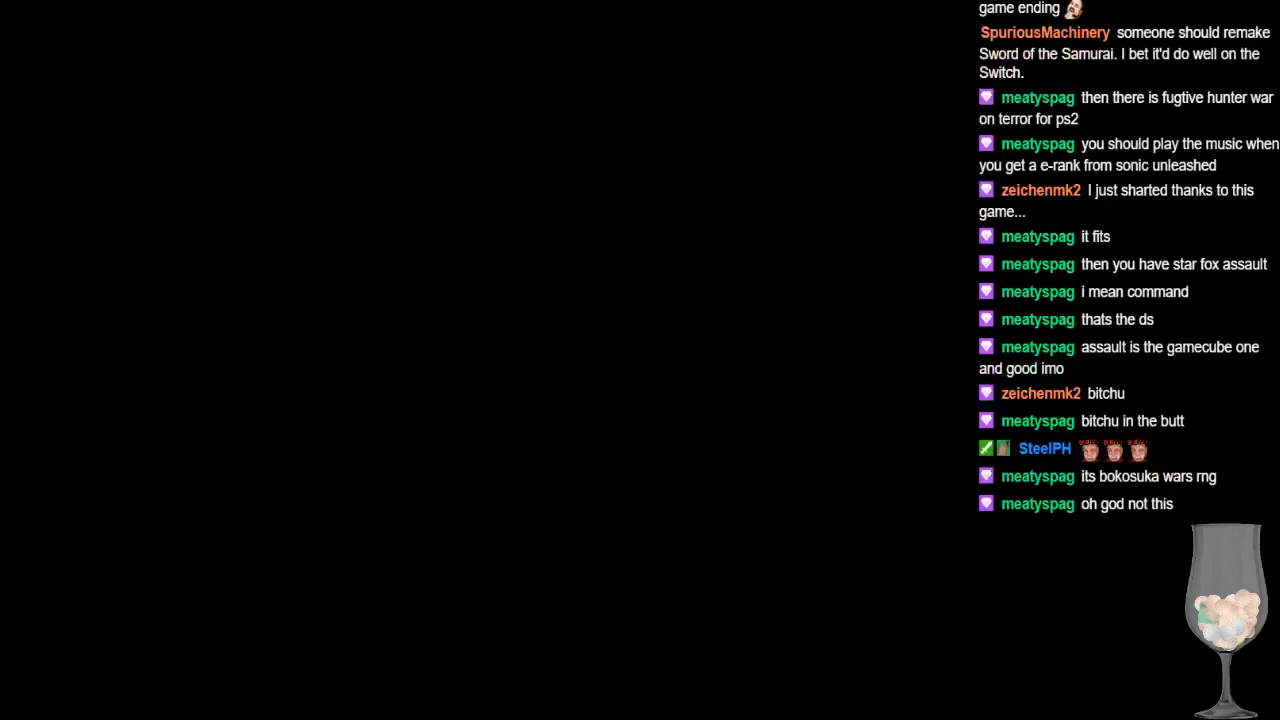 game ending
SpuriousMachinery someone should remake
Sword of the Samurai. I bet it'd do well on the
Switch.
meatyspag then there is fugtive hunter war
on terror for ps2
meatyspag you should play the music when
you get a e-rank from sonic unleashed
zeichenmk2 I just sharted thanks to this
game...
meatyspag it fits
meatyspag then you have star fox assault
meatyspag i mean command
meatyspag thats the ds
meatyspag assault is the gamecube one
and good imo
zeichenmk2 bitchu
meatyspag bitchu in the butt
SteelPH
meatyspag its bokosuka wars rng
meatyspag oh god not this